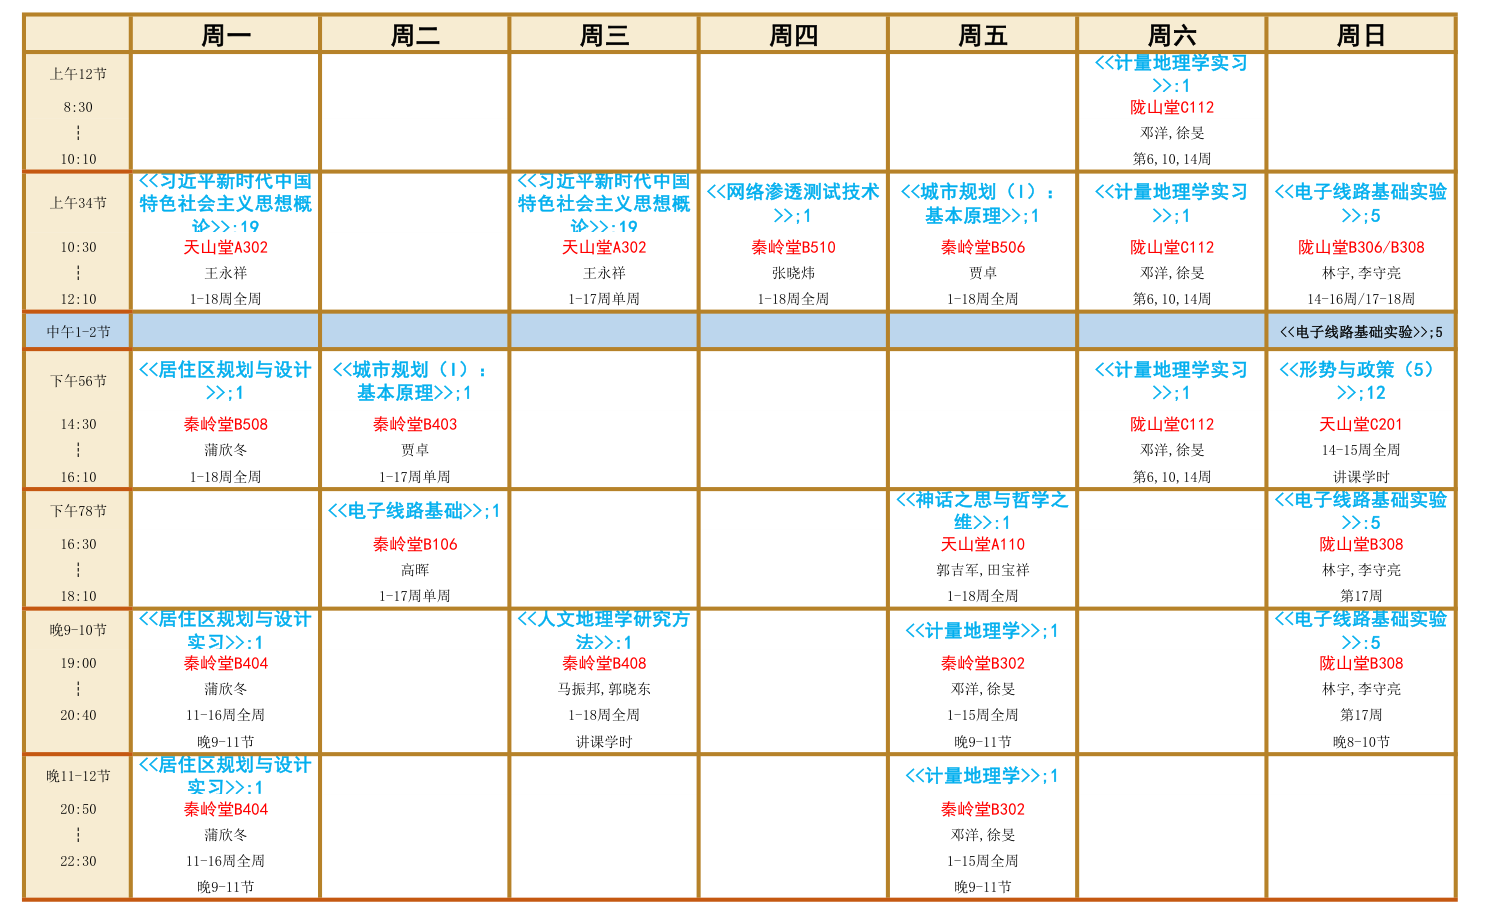 周一 周二 周三 周四 周五 周六 周日
上午12节
8:30
┆
10:10
<<计量地理学实习
>>;1
陇山堂C112
邓洋,徐旻
第6,10,14周
上午34节
10:30
┆
12:10
<<习近平新时代中国
特色社会主义思想概
论>>;19
天山堂A302
王永祥
1-18周全周
<<习近平新时代中国
特色社会主义思想概
论>>;19
天山堂A302
王永祥
1-17周单周
<<网络渗透测试技术
>>;1
秦岭堂B510
张晓炜
1-18周全周
<<城市规划（I）：
基本原理>>;1
秦岭堂B506
贾卓
1-18周全周
<<计量地理学实习
>>;1
陇山堂C112
邓洋,徐旻
第6,10,14周
<<电子线路基础实验
>>;5
陇山堂B306/B308
林宇,李守亮
14-16周/17-18周
中午1-2节
<<电子线路基础实验>>;5
下午56节
14:30
┆
16:10
<<居住区规划与设计
>>;1
秦岭堂B508
蒲欣冬
1-18周全周
<<城市规划（I）：
基本原理>>;1
秦岭堂B403
贾卓
1-17周单周
<<计量地理学实习
>>;1
陇山堂C112
邓洋,徐旻
第6,10,14周
<<形势与政策（5）
>>;12
天山堂C201
14-15周全周
讲课学时
下午78节
16:30
┆
18:10
<<电子线路基础>>;1
秦岭堂B106
高晖
1-17周单周
<<神话之思与哲学之
维>>;1
天山堂A110
郭吉军,田宝祥
1-18周全周
<<电子线路基础实验
>>;5
陇山堂B308
林宇,李守亮
第17周
晚9-10节
19:00
┆
20:40
<<居住区规划与设计
实习>>;1
秦岭堂B404
蒲欣冬
11-16周全周
晚9-11节
<<人文地理学研究方
法>>;1
秦岭堂B408
马振邦,郭晓东
1-18周全周
讲课学时
<<计量地理学>>;1
秦岭堂B302
邓洋,徐旻
1-15周全周
晚9-11节
<<电子线路基础实验
>>;5
陇山堂B308
林宇,李守亮
第17周
晚8-10节
晚11-12节
20:50
┆
22:30
<<居住区规划与设计
实习>>;1
秦岭堂B404
蒲欣冬
11-16周全周
晚9-11节
<<计量地理学>>;1
秦岭堂B302
邓洋,徐旻
1-15周全周
晚9-11节